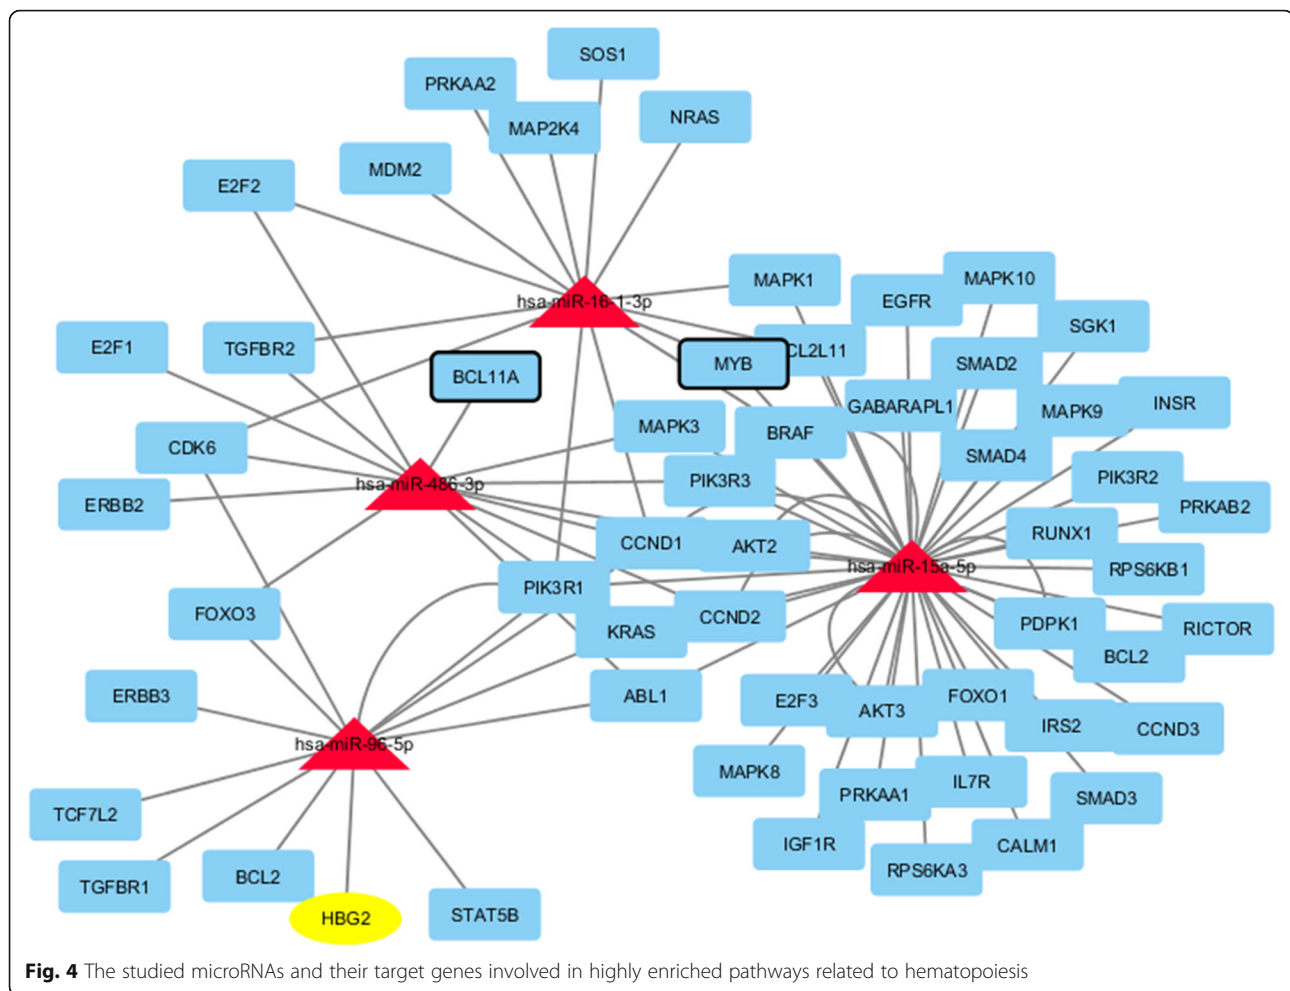 SOS1
PRKAA2
NRAS
MAP2K4
MDM2
E2F2
MAPK10
MAPK1
EGFR
hsa-miR-16-1-3p
SGK1
E2F1
TGFBR2
CL2L11
MYB
SMAD2
BCL11A
INSR
GABARAPL1
MAPK9
MAPK3
BRAF
CDK6
SMAD4
PIK3R2
PIK3R3
hsa-miR-486-3p
ERBB2
PRKAB2
RUNX1
CCND1
AKT2
hsa-miR-15a-5p
RPS6KB1
PIK3R1
FOXO3
CCND2
PDPK1
RICTOR
KRAS
BCL2
ERBB3
ABL1
E2F3
FOXO1
AKT3
IRS2
CCND3
hsa-miR-96-5p
MAPK8
IL7R
PRKAA1
SMAD3
TCF7L2
IGF1R
CALM1
RPS6KA3
BCL2
TGFBR1
HBG2
STAT5B
Fig. 4 The studied microRNAs and their target genes involved in highly enriched pathways related to hematopoiesis